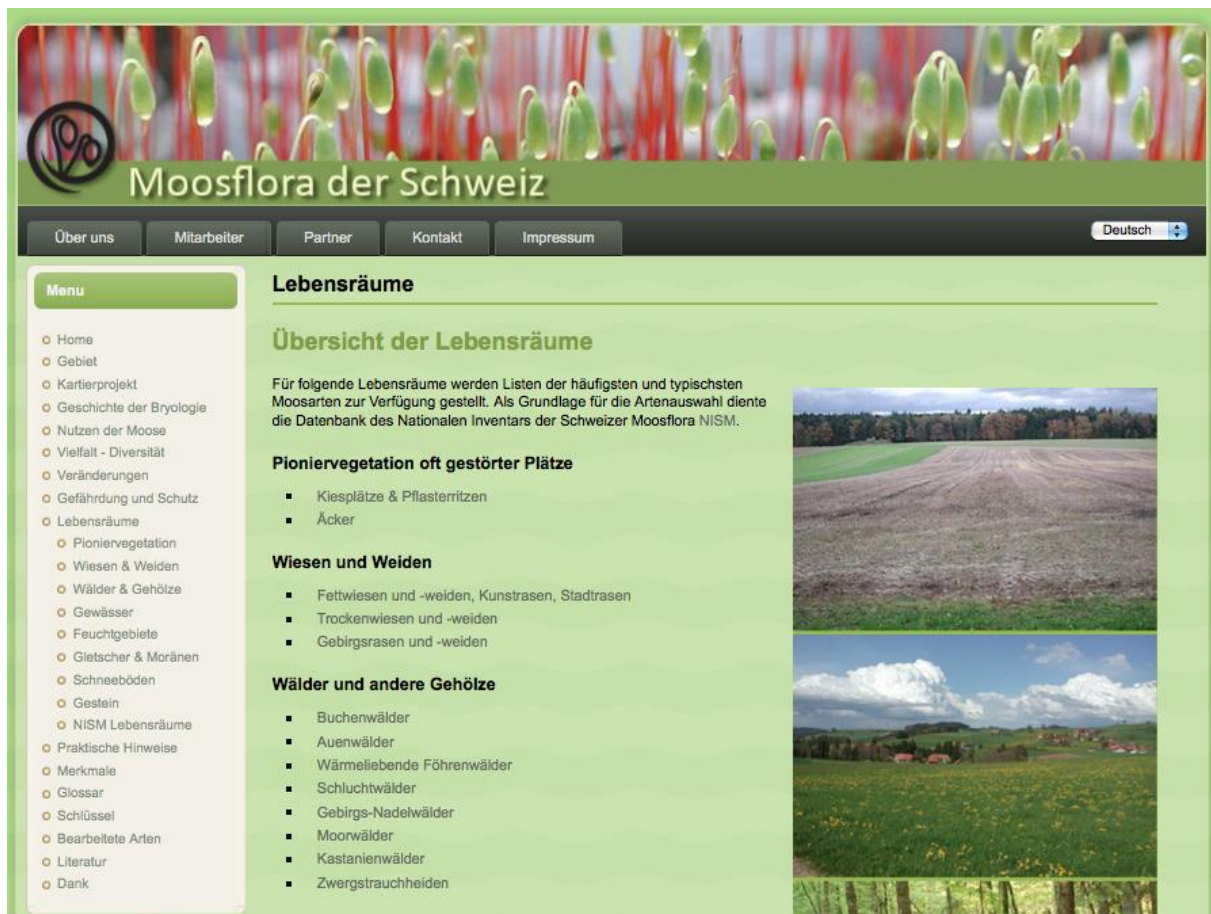 Moosflora der Schweiz
Über uns
Mitarbeiter
Partner
Kontakt
Impressum
Deutsch
Menu
Home
Gebiet
Kartierprojekt
Geschichte der Bryologie
Nutzen der Moose
Vielfalt - Diversität
Veränderungen
Gefährdung und Schutz
Lebensräume
Pioniervegetation
Wiesen & Weiden
Wälder & Gehölze
Gewässer
Feuchtgebiete
Gletscher & Moränen
Schneeböden
Gestein
NISM Lebensräume
Praktische Hinweise
Merkmale
Glossar
Schlüssel
Bearbeitete Arten
Literatur
Dank
Lebensräume
Übersicht der Lebensräume
Für folgende Lebensräume werden Listen der häufigsten und typischsten
Moosarten zur Verfügung gestellt. Als Grundlage für die Artenauswahl diente
die Datenbank des Nationalen Inventars der Schweizer Moosflora NISM.
Pioniervegetation oft gestörter Plätze
Kiesplätze & Pflasterritzen
Äcker
Wiesen und Weiden
Fettwiesen und -weiden, Kunstrasen, Stadtrasen
Trockenwiesen und -weiden
Gebirgsrasen und -weiden
Wälder und andere Gehölze
Buchenwälder
Auenwälder
Wärmeliebende Föhrenwälder
Schluchtwälder
Gebirgs-Nadelwälder
Moorwälder
Kastanienwälder
Zwergstrauchheiden